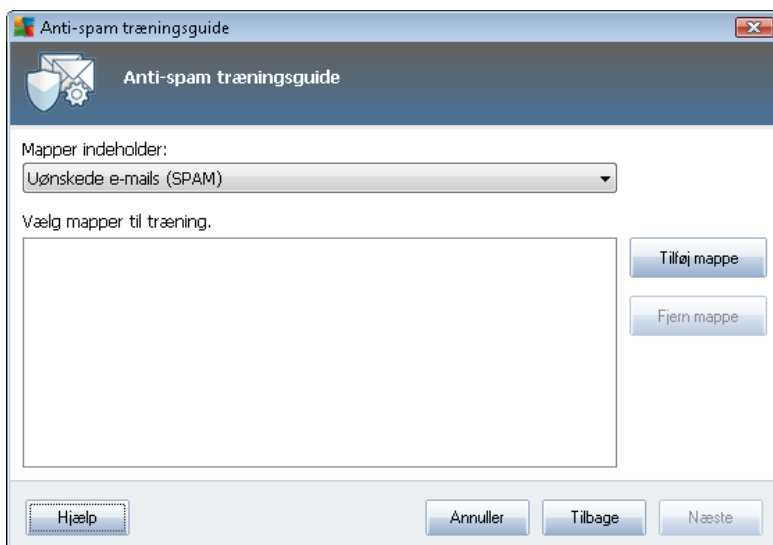 Anti-spam træningsguide
Anti-spam træningsguide
Mapper indeholder:
Uønskede e-mails (SPAM)
Vælg mapper til træning.
Tilføj mappe
Fjern mappe
Hjælp
Annuller
Tilbage
Næste